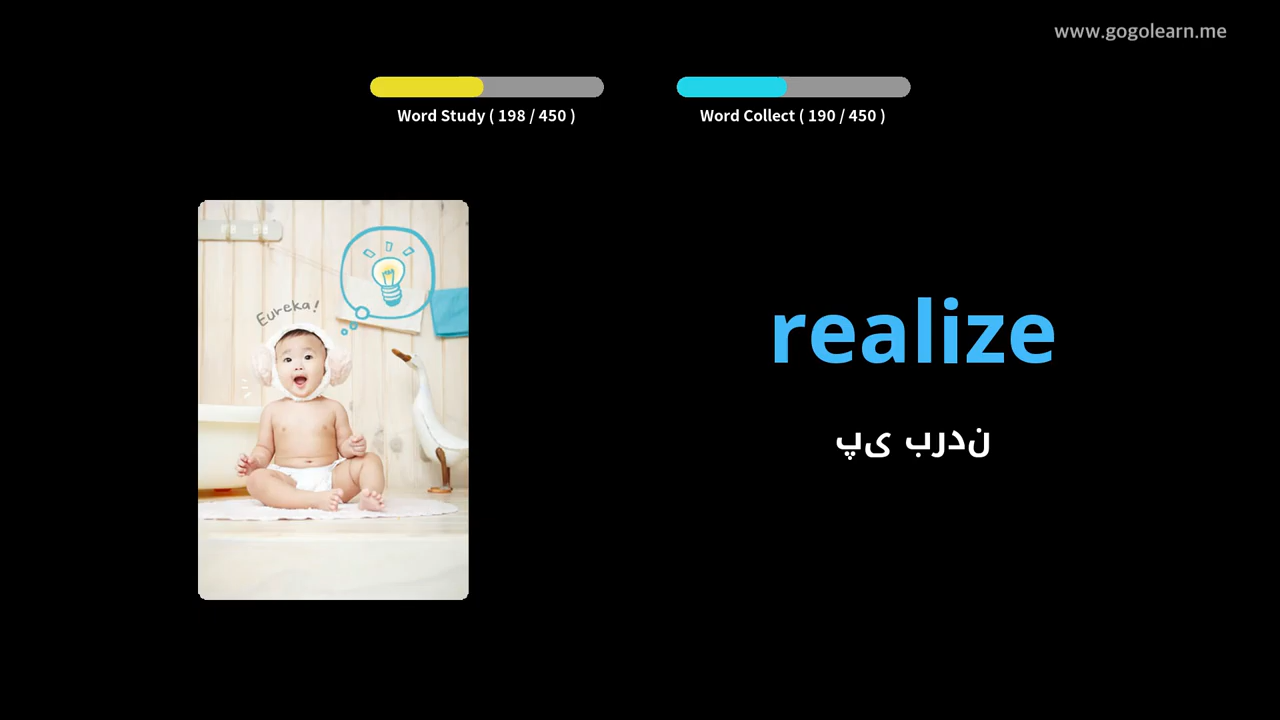 www.gogolearn.me
Word Study ( 198 / 450 )
Word Collect ( 190 / 450 )
Eureka!
realize
پی بردن